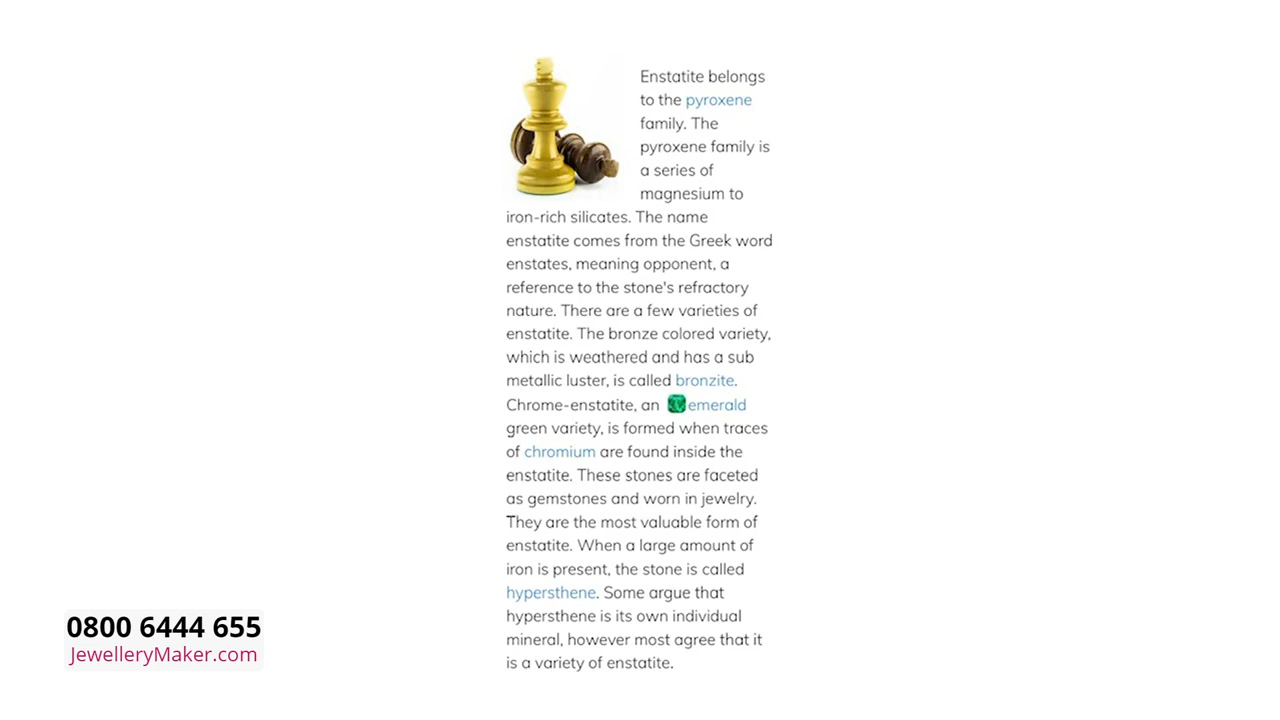 Enstatite belongs
to the pyroxene
family. The
pyroxene family is
a series of
magnesium to
iron-rich silicates. The name
enstatite comes from the Greek word
enstates, meaning opponent, a
reference to the stone's refractory
nature. There are a few varieties of
enstatite. The bronze colored variety,
which is weathered and has a sub
metallic luster, is called bronzite.
Chrome-enstatite, an emerald
green variety, is formed when traces
of chromium are found inside the
enstatite. These stones are faceted
as gemstones and worn in jewelry.
They are the most valuable form of
enstatite. When a large amount of
iron is present, the stone is called
hypersthene. Some argue that
hypersthene is its own individual
mineral, however most agree that it
is a variety of enstatite.
0800 6444 655
JewelleryMaker.com